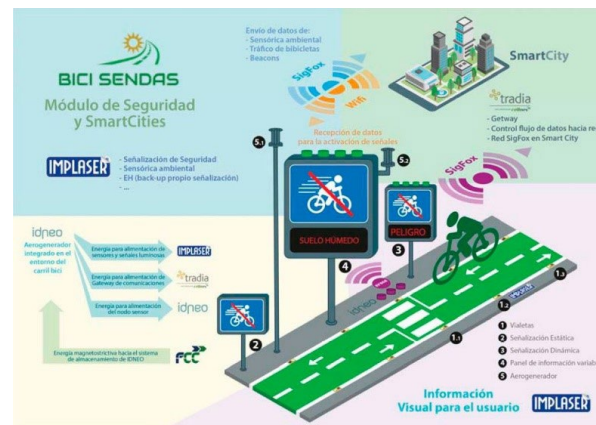 BICI SENDAS
Módulo de Seguridad
y SmartCities
IMPLASER
- Señalización de Seguridad
- Sensórica ambiental
- EH (back-up propio señalización)
- ...
Envío de datos de:
- Sensórica ambiental
- Tráfico de bibicletas
- Beacons
SigFox
Wifi
Recepción de datos
para la activación de señales
SmartCity
tradia
- Getway
- Control flujo de datos hacia re
- Red SigFox en Smart City
SigFox
5.1
5.2
SUELO HÚMEDO
PELIGRO
4
3
2
idneo
Aerogenerador
integrado en el
entorno del
carril bici
Energía para alimentación de
sensores y señales luminosas
IMPLASER
Energía para alimentación de
Gateway de comunicaciones
tradia
Energía para alimentación
del nodo sensor
idneo
Energía magnetostrictiva hacia el sistema
de almacenamiento de IDNEO
FCC
idneo
1.1
1.2
1.3
1 Vialetas
2 Señalización Estática
3 Señalización Dinámica
4 Panel de información variabl
5 Aerogenerador
Información
Visual para el usuario
IMPLASER